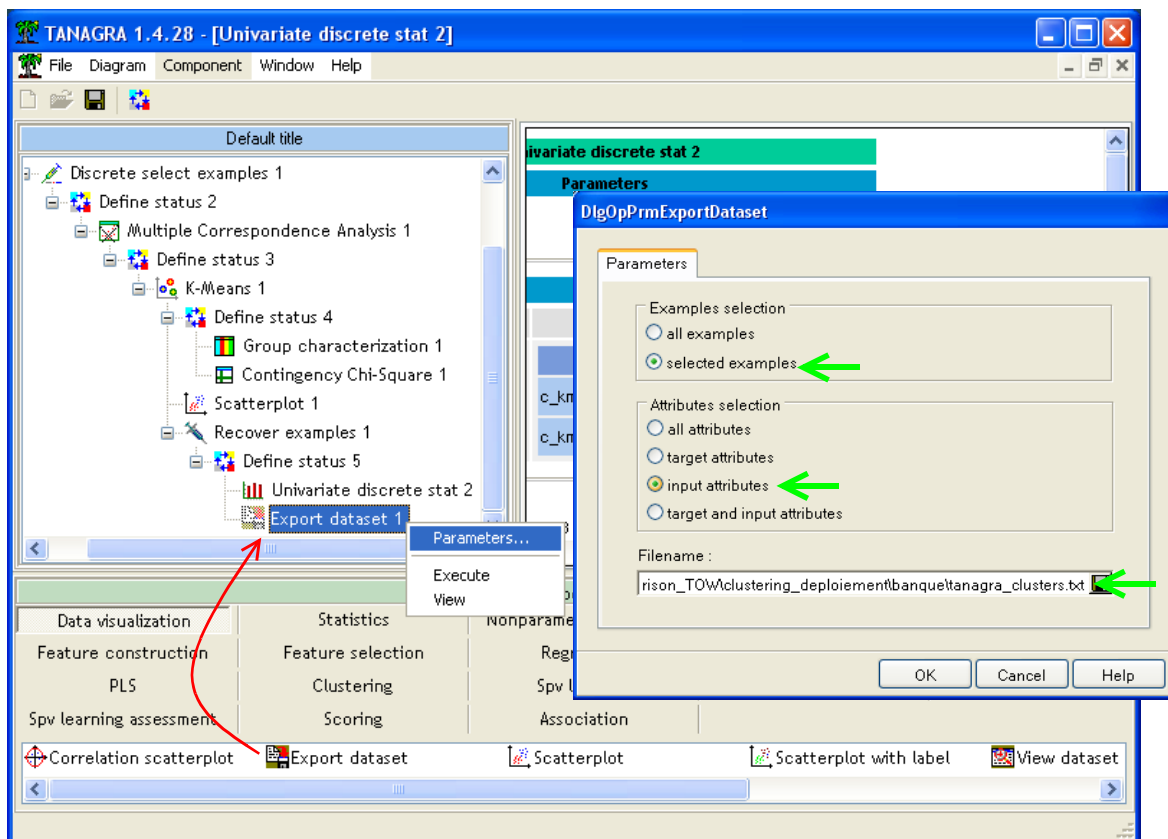 TANAGRA 1.4.28 - [Univariate discrete stat 2]
File Diagram Component Window Help
Default title
Discrete select examples 1
Define status 2
Multiple Correspondence Analysis 1
Define status 3
K-Means 1
Define status 4
Group characterization 1
Contingency Chi-Square 1
Scatterplot 1
Recover examples 1
Define status 5
Univariate discrete stat 2
Export dataset 1
ivariate discrete stat 2
Parameters
c_km
c_km
Parameters...
Execute
View
DlgOpPrmExportDataset
Parameters
Examples selection
all examples
selected examples
Attributes selection
all attributes
target attributes
input attributes
target and input attributes
Filename :
rison_TOW\clustering_deploiement\banque\tanagra_clusters.txt
OK Cancel Help
Data visualization Statistics Nonparame
Feature construction Feature selection Regr
PLS Clustering Spv l
Spv learning assessment Scoring Association
Correlation scatterplot Export dataset Scatterplot Scatterplot with label View dataset